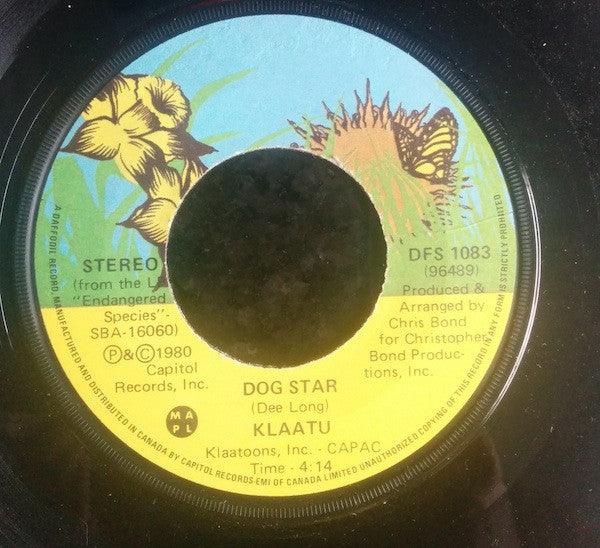 STEREO
(from the L
"Endangered
Species"-
SBA-16060)
Ⓟ&Ⓒ1980
Capitol
Records, Inc.
DFS 1083
(96489)
Produced &
Arranged by
Chris Bond
for Christopher
Bond Produc-
tions, Inc.
M A
P L
DOG STAR
(Dee Long)
KLAATU
Klaatoons, Inc. - CAPAC
Time - 4:14
A DAFFODIL RECORD MANUFACTURED AND DISTRIBUTED IN CANADA BY CAPITOL RECORDS-EMI OF CANADA LIMITED UNAUTHORIZED COPYING OF THIS RECORD IN ANY FORM IS STRICTLY PROHIBITED